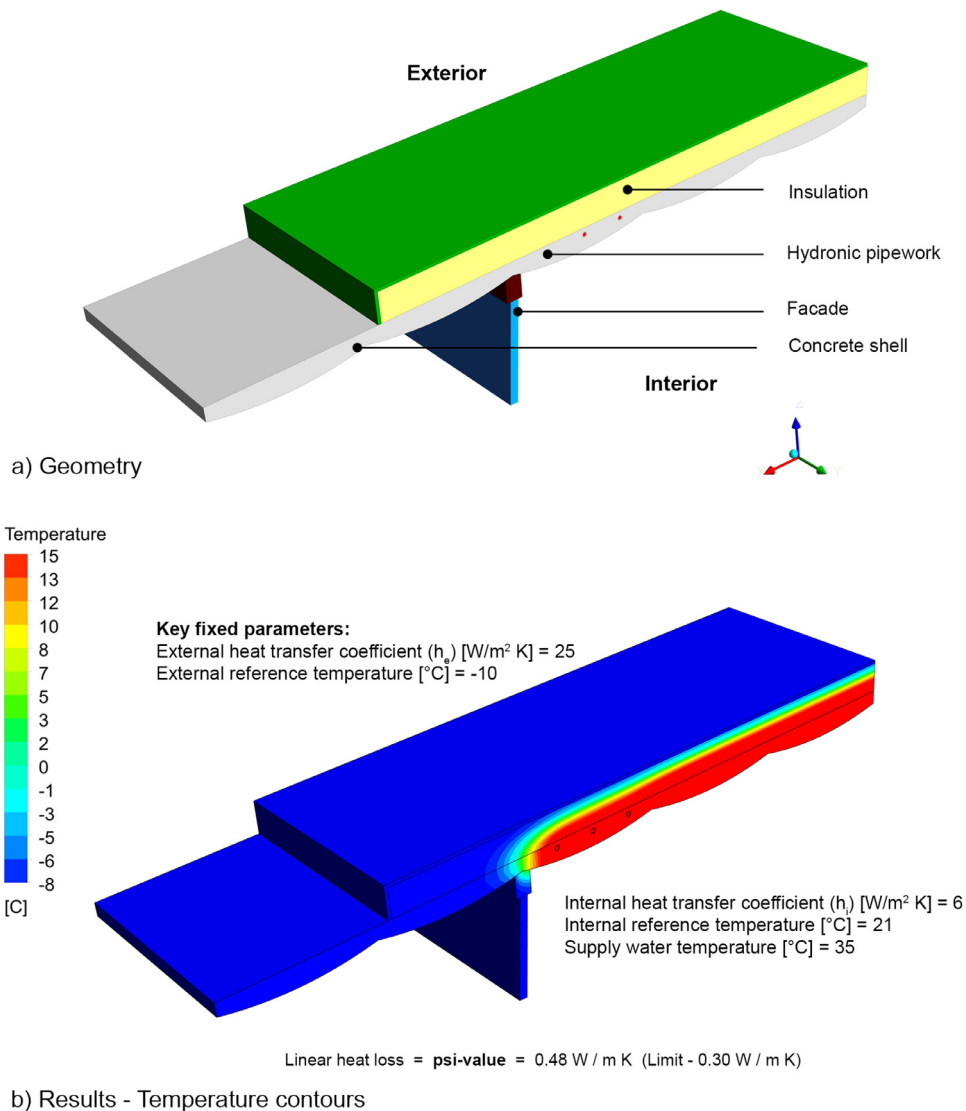 Exterior
Insulation
Hydronic pipework
Facade
Concrete shell
Interior
Z
Y
a) Geometry
Temperature
15
13
12
10
8
7
5
3
2
0
-1
-3
-5
-6
-8
[C]
Key fixed parameters:
External heat transfer coefficient (hₑ) [W/m² K] = 25
External reference temperature [°C] = -10
Internal heat transfer coefficient (hᵢ) [W/m² K] = 6
Internal reference temperature [°C] = 21
Supply water temperature [°C] = 35
Linear heat loss = psi-value = 0.48 W / m K (Limit - 0.30 W / m K)
b) Results - Temperature contours